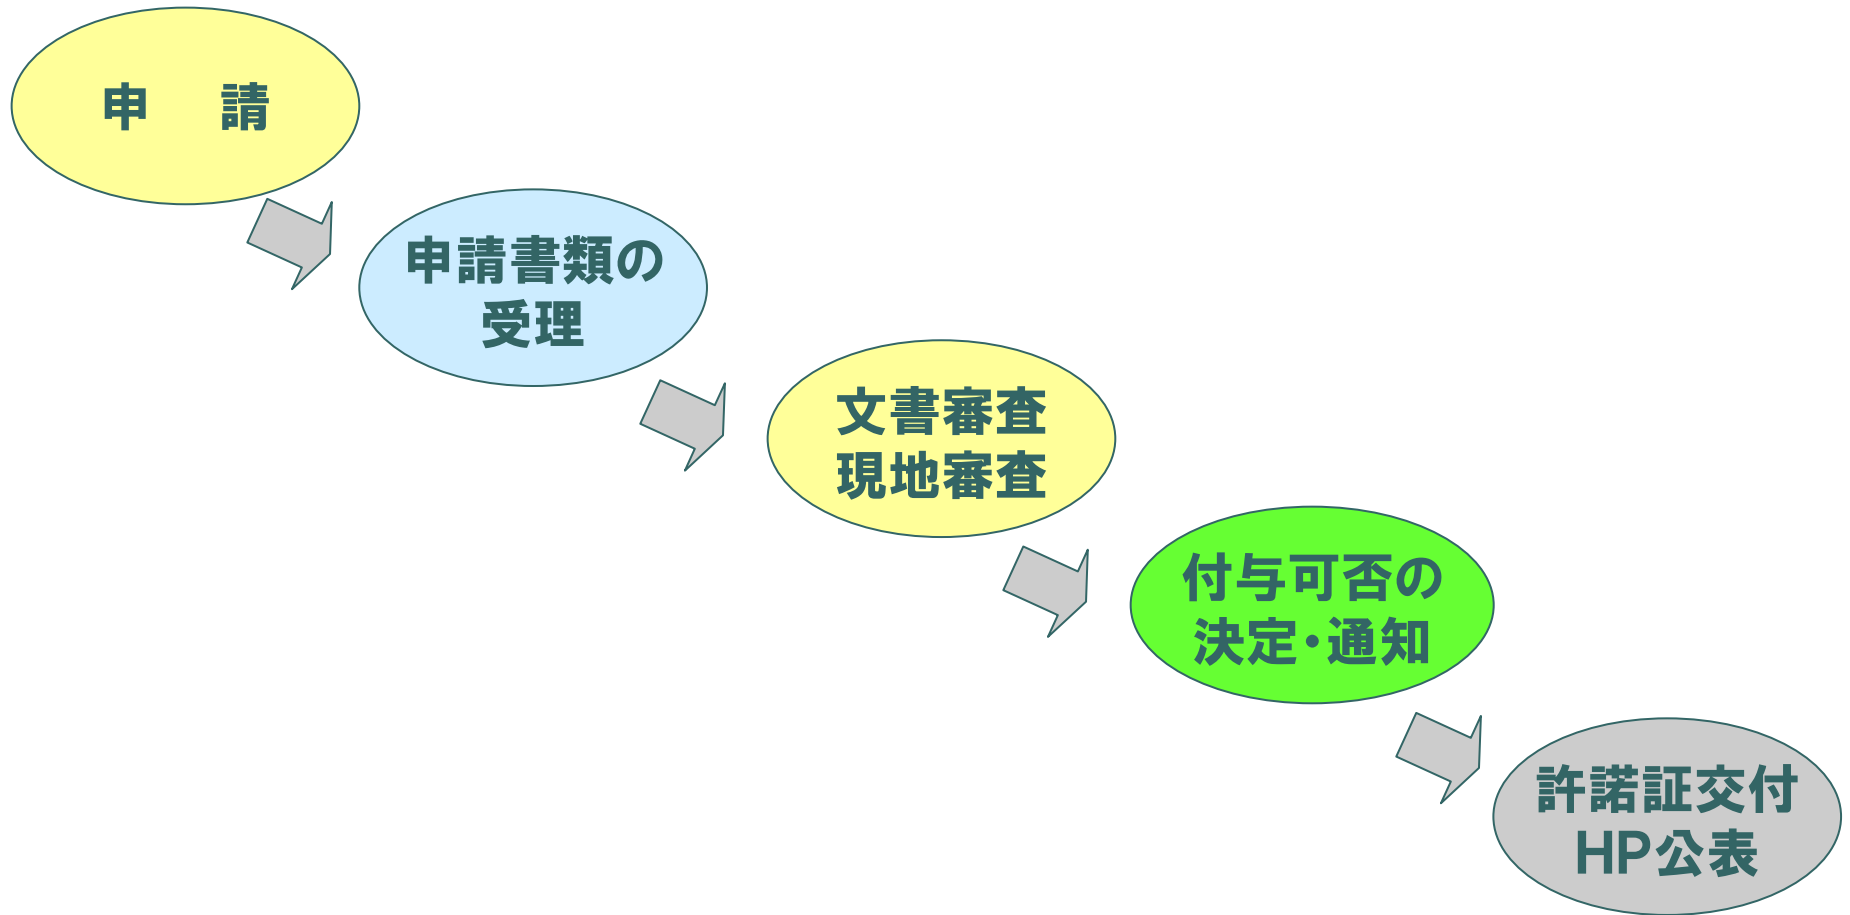 申　請
申請書類の
受理
文書審査
現地審査
付与可否の
決定・通知
許諾証交付
HP公表